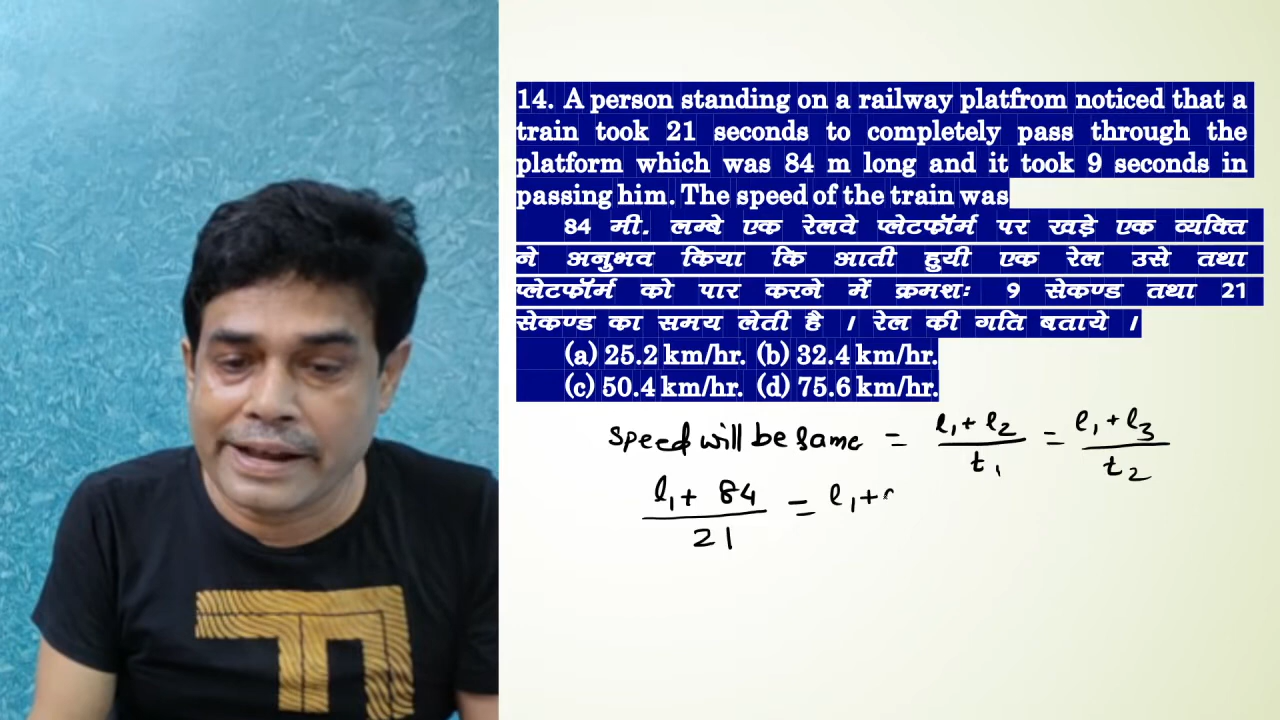 14. A person standing on a railway platfrom noticed that a
train took 21 seconds to completely pass through the
platform which was 84 m long and it took 9 seconds in
passing him. The speed of the train was
84 मी. लम्बे एक रेलवे प्लेटफॉर्म पर खड़े एक व्यक्ति
ने अनुभव किया कि आती हुयी एक रेल उसे तथा
प्लेटफॉर्म को पार करने में क्रमशः 9 सेकण्ड तथा 21
सेकण्ड का समय लेती है । रेल की गति बताये ।
(a) 25.2 km/hr. (b) 32.4 km/hr.
(c) 50.4 km/hr. (d) 75.6 km/hr.
Speed will be same = (l₁ + l₂)/t₁ = (l₁ + l₃)/t₂
(l₁ + 84)/21 = l₁ +